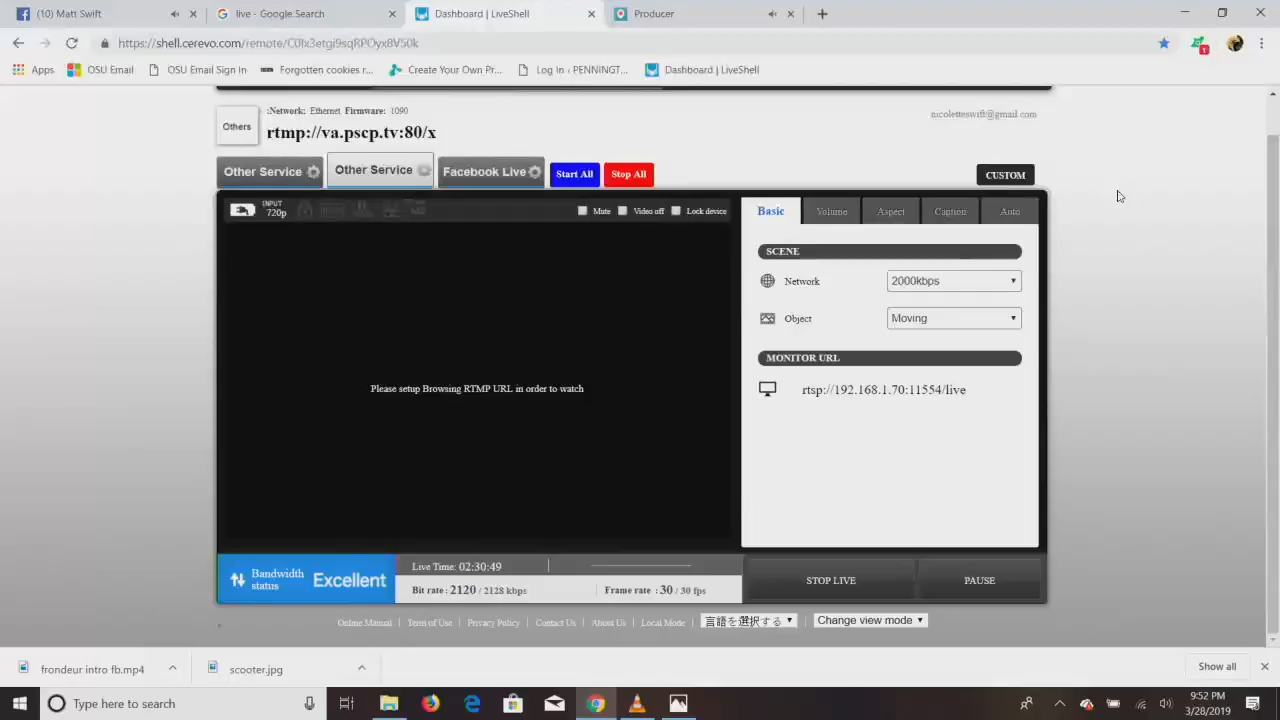 (10) Matt Swift
live - Google Search
Dashboard | LiveShell
Producer
https://shell.cerevo.com/remote/C0Ix3etgj9sqRPOyx8V50k
Apps
OSU Email
OSU Email Sign In
Forgotten cookies r...
Create Your Own Pr...
Log In ‹ PENNINGT...
Dashboard | LiveShell
1
:Network: Ethernet Firmware: 1090
Others
rtmp://va.pscp.tv:80/x
nicoletteswift@gmail.com
Other Service
Other Service
Facebook Live
Start All
Stop All
CUSTOM
INPUT
720p
Mute
Video off
Lock device
Basic
Volume
Aspect
Caption
Auto
SCENE
Network
2000kbps
Object
Moving
MONITOR URL
rtsp://192.168.1.70:11554/live
Please setup Browsing RTMP URL in order to watch
Bandwidth
status
Excellent
Live Time: 02:30:49
Bit rate : 2120 / 2128 kbps
Frame rate : 30 / 30 fps
STOP LIVE
PAUSE
Online Manual
Term of Use
Privacy Policy
Contact Us
About Us
Local Mode
言語を選択する
Change view mode
frondeur intro fb.mp4
scooter.jpg
Show all
Type here to search
9:52 PM
3/28/2019